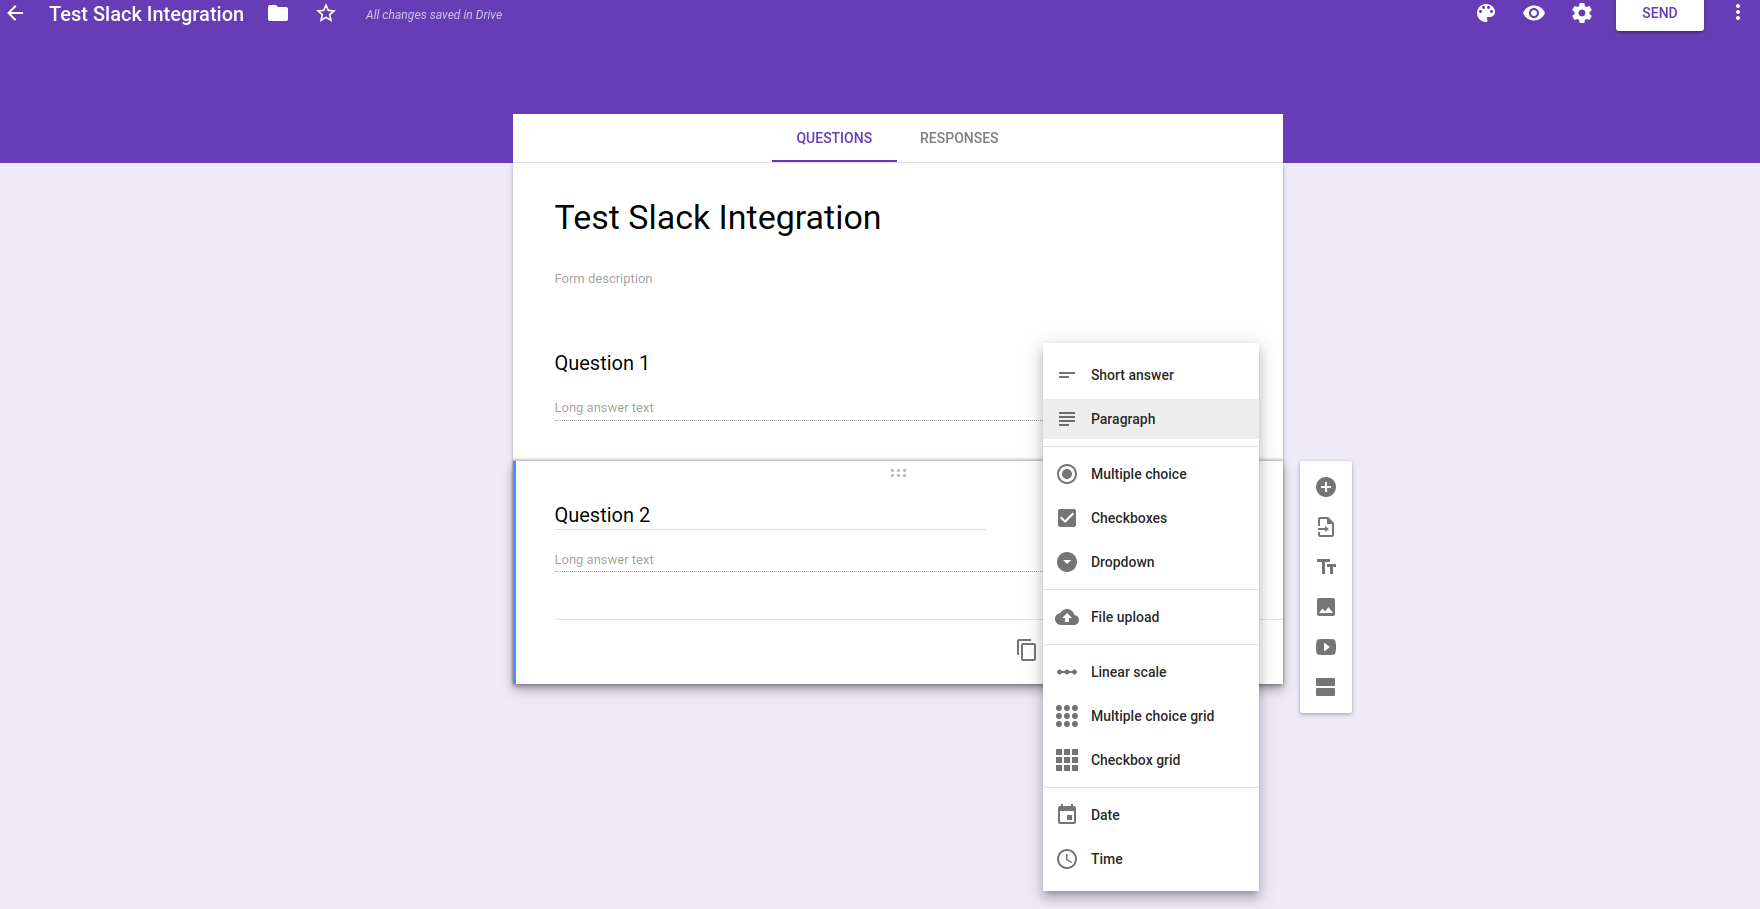 Test Slack Integration
All changes saved in Drive
SEND
QUESTIONS
RESPONSES
Test Slack Integration
Form description
Question 1
Long answer text
Question 2
Long answer text
Short answer
Paragraph
Multiple choice
Checkboxes
Dropdown
File upload
Linear scale
Multiple choice grid
Checkbox grid
Date
Time
Tт